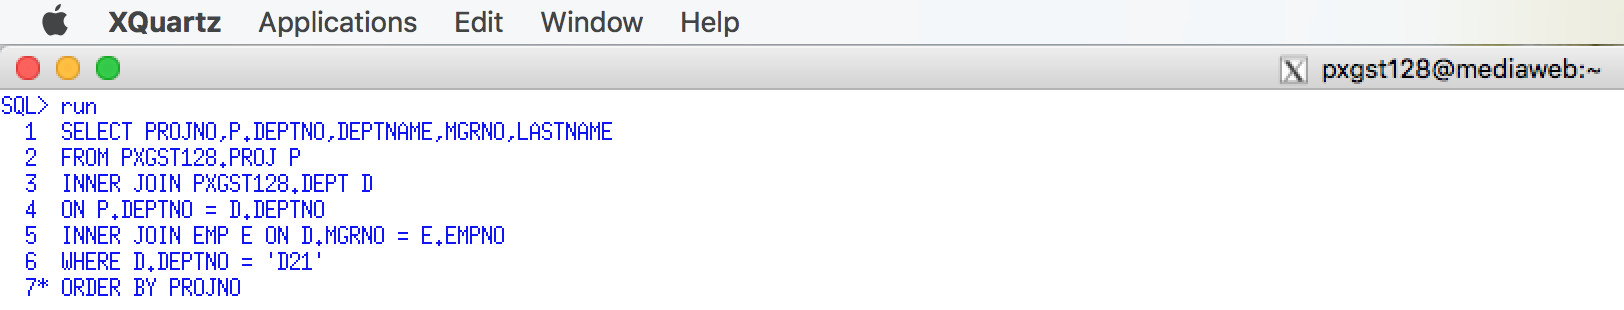 XQuartz Applications Edit Window Help
X pxgst128@mediaweb:~
SQL> run
1 SELECT PROJNO,P.DEPTNO,DEPTNAME,MGRNO,LASTNAME
2 FROM PXGST128.PROJ P
3 INNER JOIN PXGST128.DEPT D
4 ON P.DEPTNO = D.DEPTNO
5 INNER JOIN EMP E ON D.MGRNO = E.EMPNO
6 WHERE D.DEPTNO = 'D21'
7* ORDER BY PROJNO